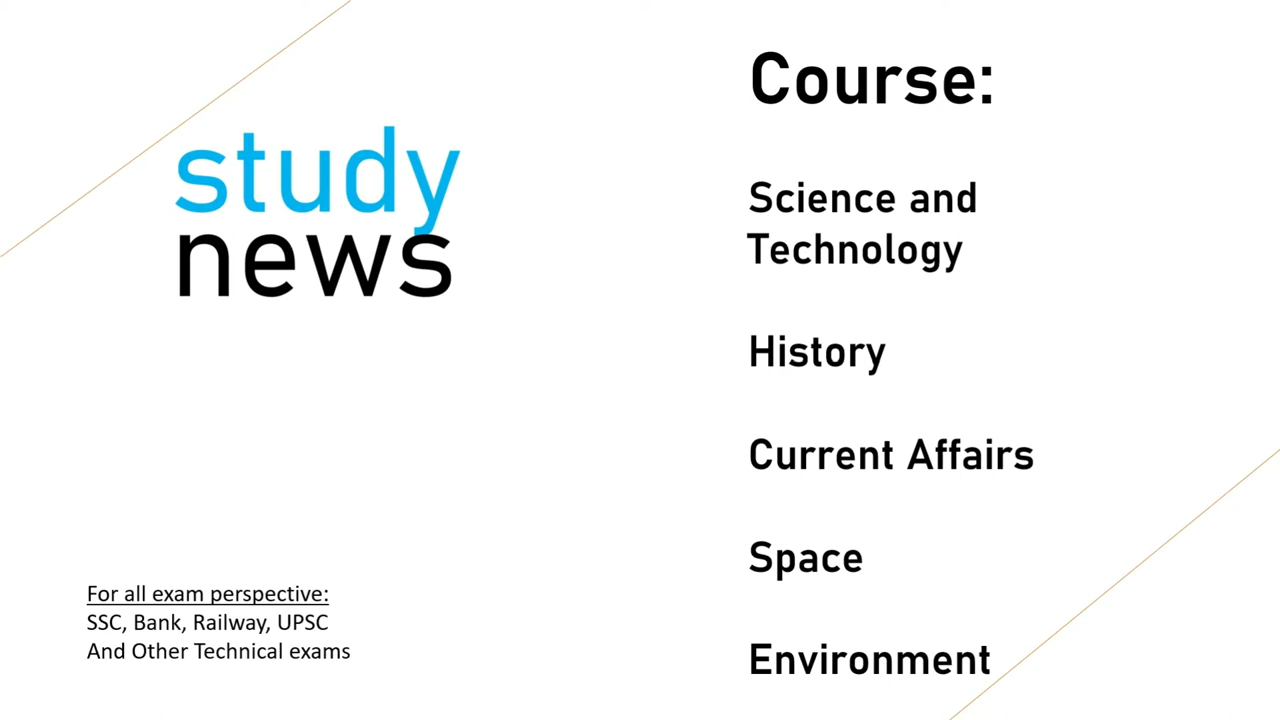 study
news
For all exam perspective:
SSC, Bank, Railway, UPSC
And Other Technical exams
Course:
Science and
Technology
History
Current Affairs
Space
Environment